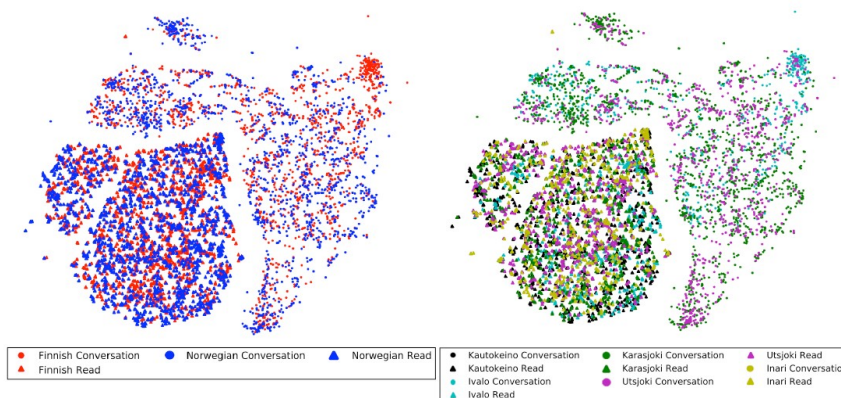 Finnish Conversation Norwegian Conversation Norwegian Read
Finnish Read
Kautokeino Conversation Karasjoki Conversation Utsjoki Read
Kautokeino Read Karasjoki Read Inari Conversation
Ivalo Conversation Utsjoki Conversation Inari Read
Ivalo Read